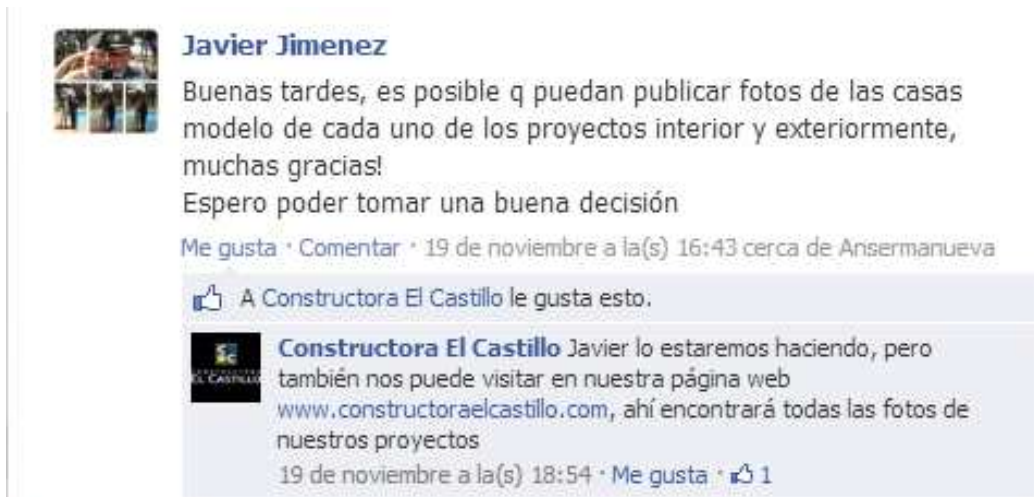 Javier Jimenez
Buenas tardes, es posible q puedan publicar fotos de las casas
modelo de cada uno de los proyectos interior y exteriormente,
muchas gracias!
Espero poder tomar una buena decisión
Me gusta · Comentar · 19 de noviembre a la(s) 16:43 cerca de Ansermanueva
A Constructora El Castillo le gusta esto.
Constructora El Castillo Javier lo estaremos haciendo, pero
también nos puede visitar en nuestra página web
www.constructoraelcastillo.com, ahí encontrará todas las fotos de
nuestros proyectos
19 de noviembre a la(s) 18:54 · Me gusta · 1
EL CASTILLO